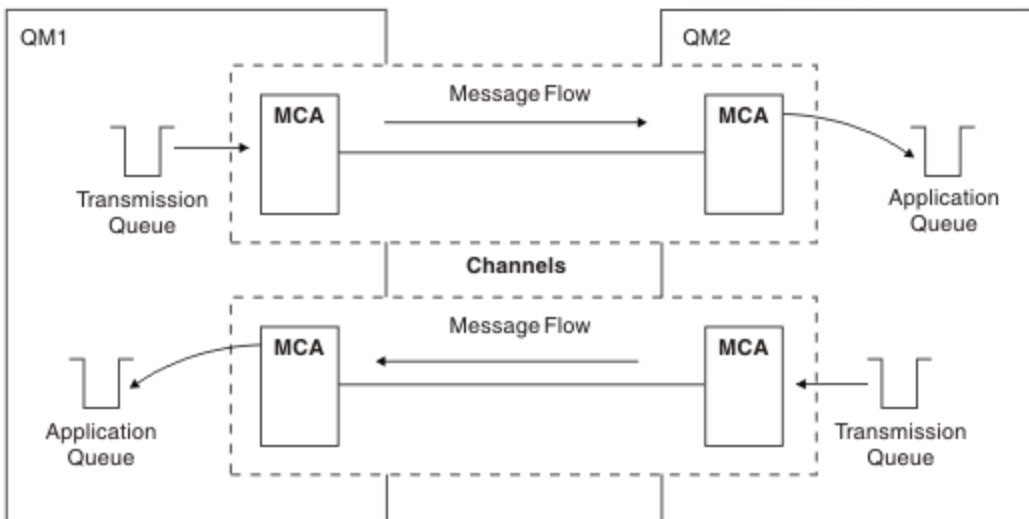 QM1
QM2
Message Flow
MCA
MCA
Transmission
Queue
Application
Queue
Channels
Message Flow
MCA
MCA
Application
Queue
Transmission
Queue